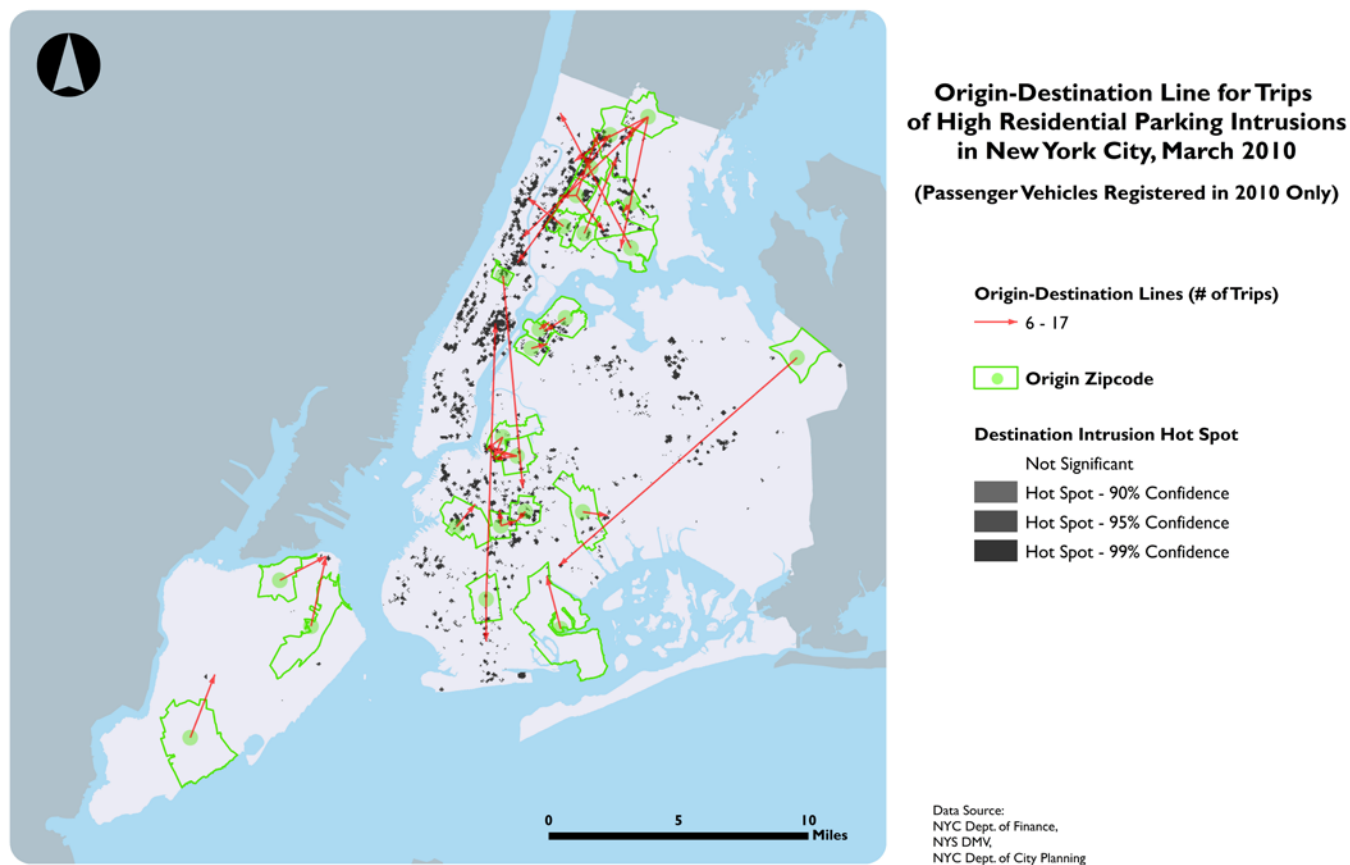 Origin-Destination Line for Trips
of High Residential Parking Intrusions
in New York City, March 2010
(Passenger Vehicles Registered in 2010 Only)
Origin-Destination Lines (# of Trips)
6 - 17
Origin Zipcode
Destination Intrusion Hot Spot
Not Significant
Hot Spot - 90% Confidence
Hot Spot - 95% Confidence
Hot Spot - 99% Confidence
0 5 10
Miles
Data Source:
NYC Dept. of Finance,
NYS DMV,
NYC Dept. of City Planning